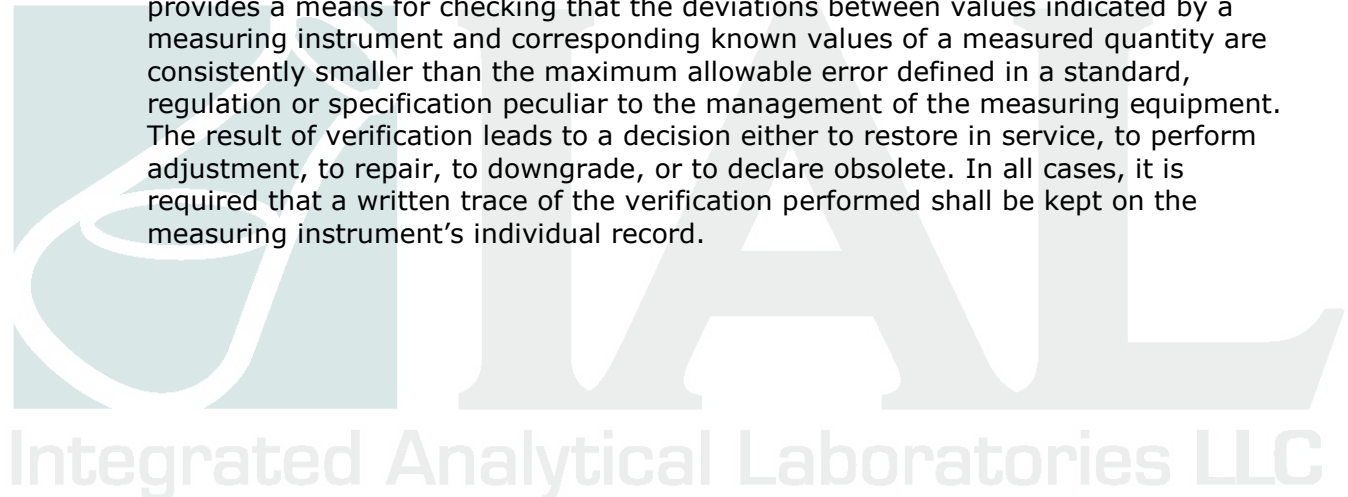 provides a means for checking that the deviations between values indicated by a
measuring instrument and corresponding known values of a measured quantity are
consistently smaller than the maximum allowable error defined in a standard,
regulation or specification peculiar to the management of the measuring equipment.
The result of verification leads to a decision either to restore in service, to perform
adjustment, to repair, to downgrade, or to declare obsolete. In all cases, it is
required that a written trace of the verification performed shall be kept on the
measuring instrument’s individual record.
IAL
Integrated Analytical Laboratories LLC